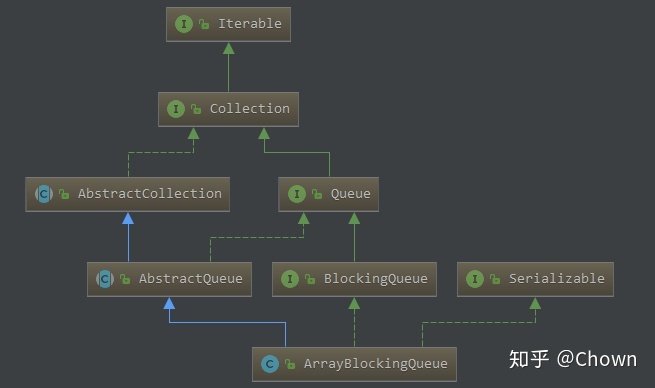 Iterable
Collection
AbstractCollection
Queue
AbstractQueue
BlockingQueue
Serializable
ArrayBlockingQueue
知乎 @Chown